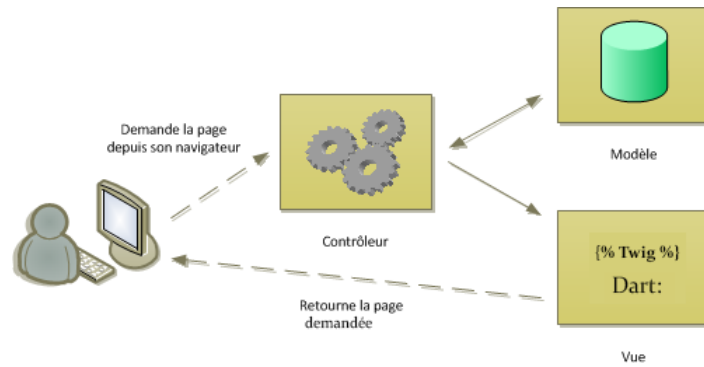 Demande la page
depuis son navigateur
Contrôleur
Modèle
{% Twig %}
Dart:
Vue
Retourne la page
demandée